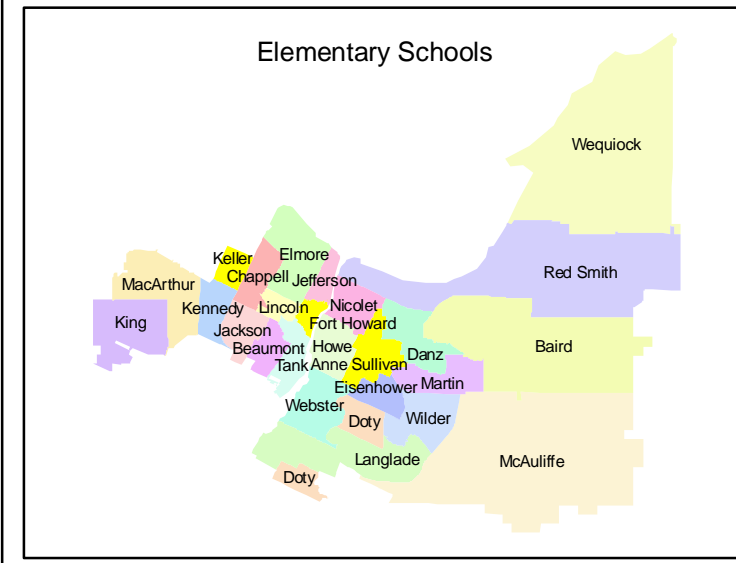 Elementary Schools
Wequiock
Elmore
Keller
Chappell
Red Smith
Jefferson
MacArthur
Nicolet
Kennedy
Lincoln
King
Fort Howard
Jackson
Howe
Baird
Beaumont
Danz
Tank
Anne
Sullivan
Eisenhower
Martin
Webster
Doty
Wilder
Langlade
McAuliffe
Doty